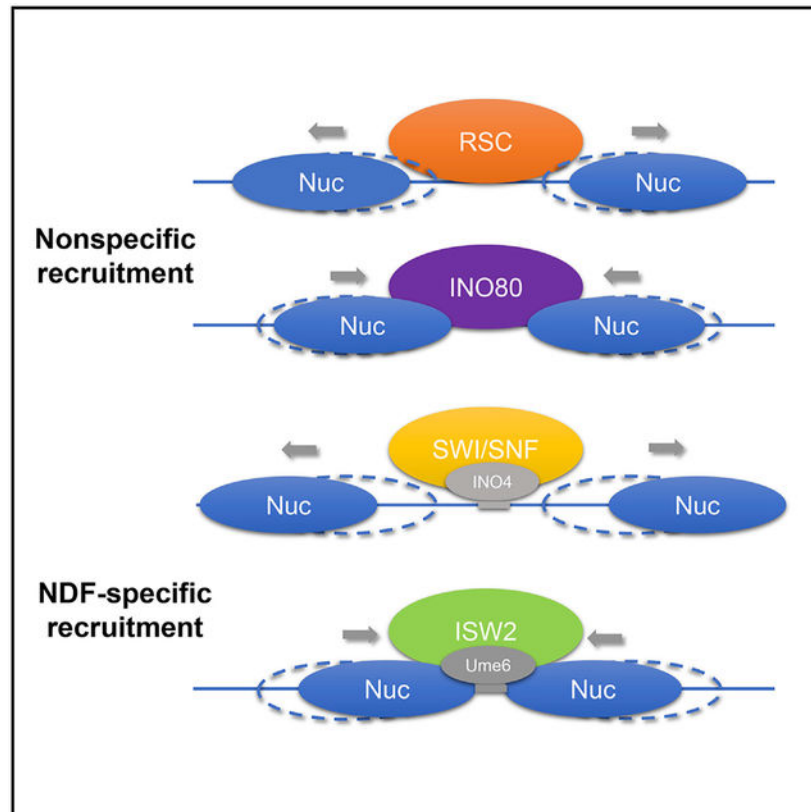 RSC
Nuc Nuc
Nonspecific
recruitment
INO80
Nuc Nuc
SWI/SNF
INO4
Nuc Nuc
NDF-specific
recruitment
ISW2
Ume6
Nuc Nuc